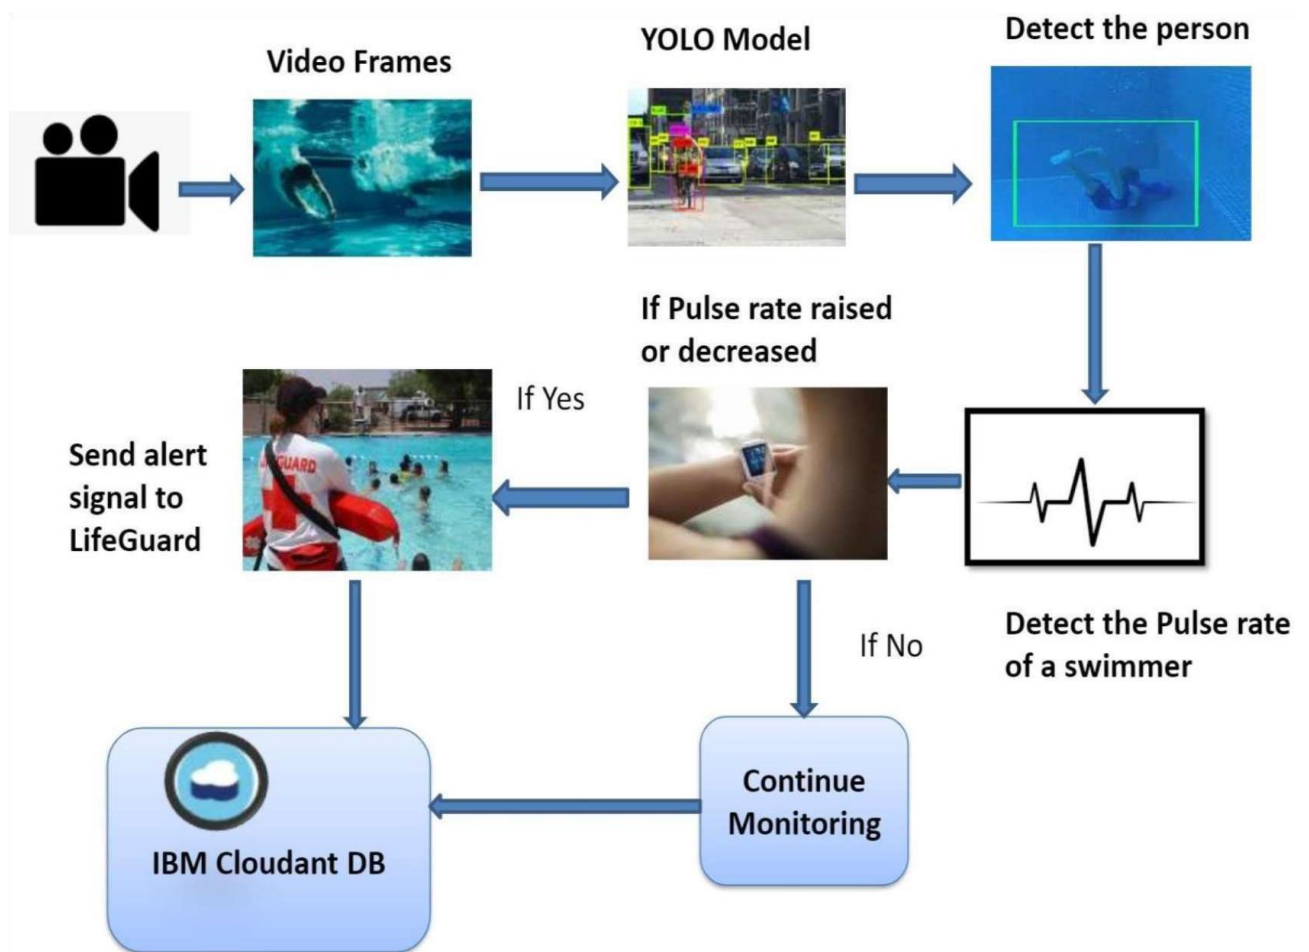 Video Frames
YOLO Model
Detect the person
If Pulse rate raised
or decreased
If Yes
Send alert
signal to
LifeGuard
GUARD
Detect the Pulse rate
of a swimmer
If No
Continue
Monitoring
IBM Cloudant DB